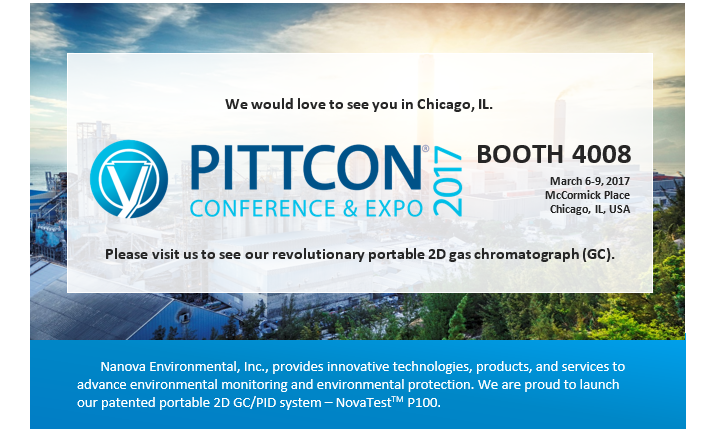 We would love to see you in Chicago, IL.
PITTCON® 2017
CONFERENCE & EXPO
BOOTH 4008
March 6-9, 2017
McCormick Place
Chicago, IL, USA
Please visit us to see our revolutionary portable 2D gas chromatograph (GC).
Nanova Environmental, Inc., provides innovative technologies, products, and services to
advance environmental monitoring and environmental protection. We are proud to launch
our patented portable 2D GC/PID system – NovaTest™ P100.